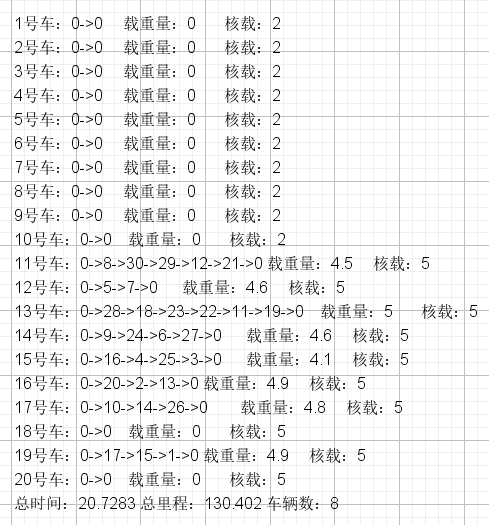 1号车：0->0 载重量：0 核载：2
2号车：0->0 载重量：0 核载：2
3号车：0->0 载重量：0 核载：2
4号车：0->0 载重量：0 核载：2
5号车：0->0 载重量：0 核载：2
6号车：0->0 载重量：0 核载：2
7号车：0->0 载重量：0 核载：2
8号车：0->0 载重量：0 核载：2
9号车：0->0 载重量：0 核载：2
10号车：0->0 载重量：0 核载：2
11号车：0->8->30->29->12->21->0 载重量：4.5 核载：5
12号车：0->5->7->0 载重量：4.6 核载：5
13号车：0->28->18->23->22->11->19->0 载重量：5 核载：5
14号车：0->9->24->6->27->0 载重量：4.6 核载：5
15号车：0->16->4->25->3->0 载重量：4.1 核载：5
16号车：0->20->2->13->0 载重量：4.9 核载：5
17号车：0->10->14->26->0 载重量：4.8 核载：5
18号车：0->0 载重量：0 核载：5
19号车：0->17->15->1->0 载重量：4.9 核载：5
20号车：0->0 载重量：0 核载：5
总时间：20.7283 总里程：130.402 车辆数：8